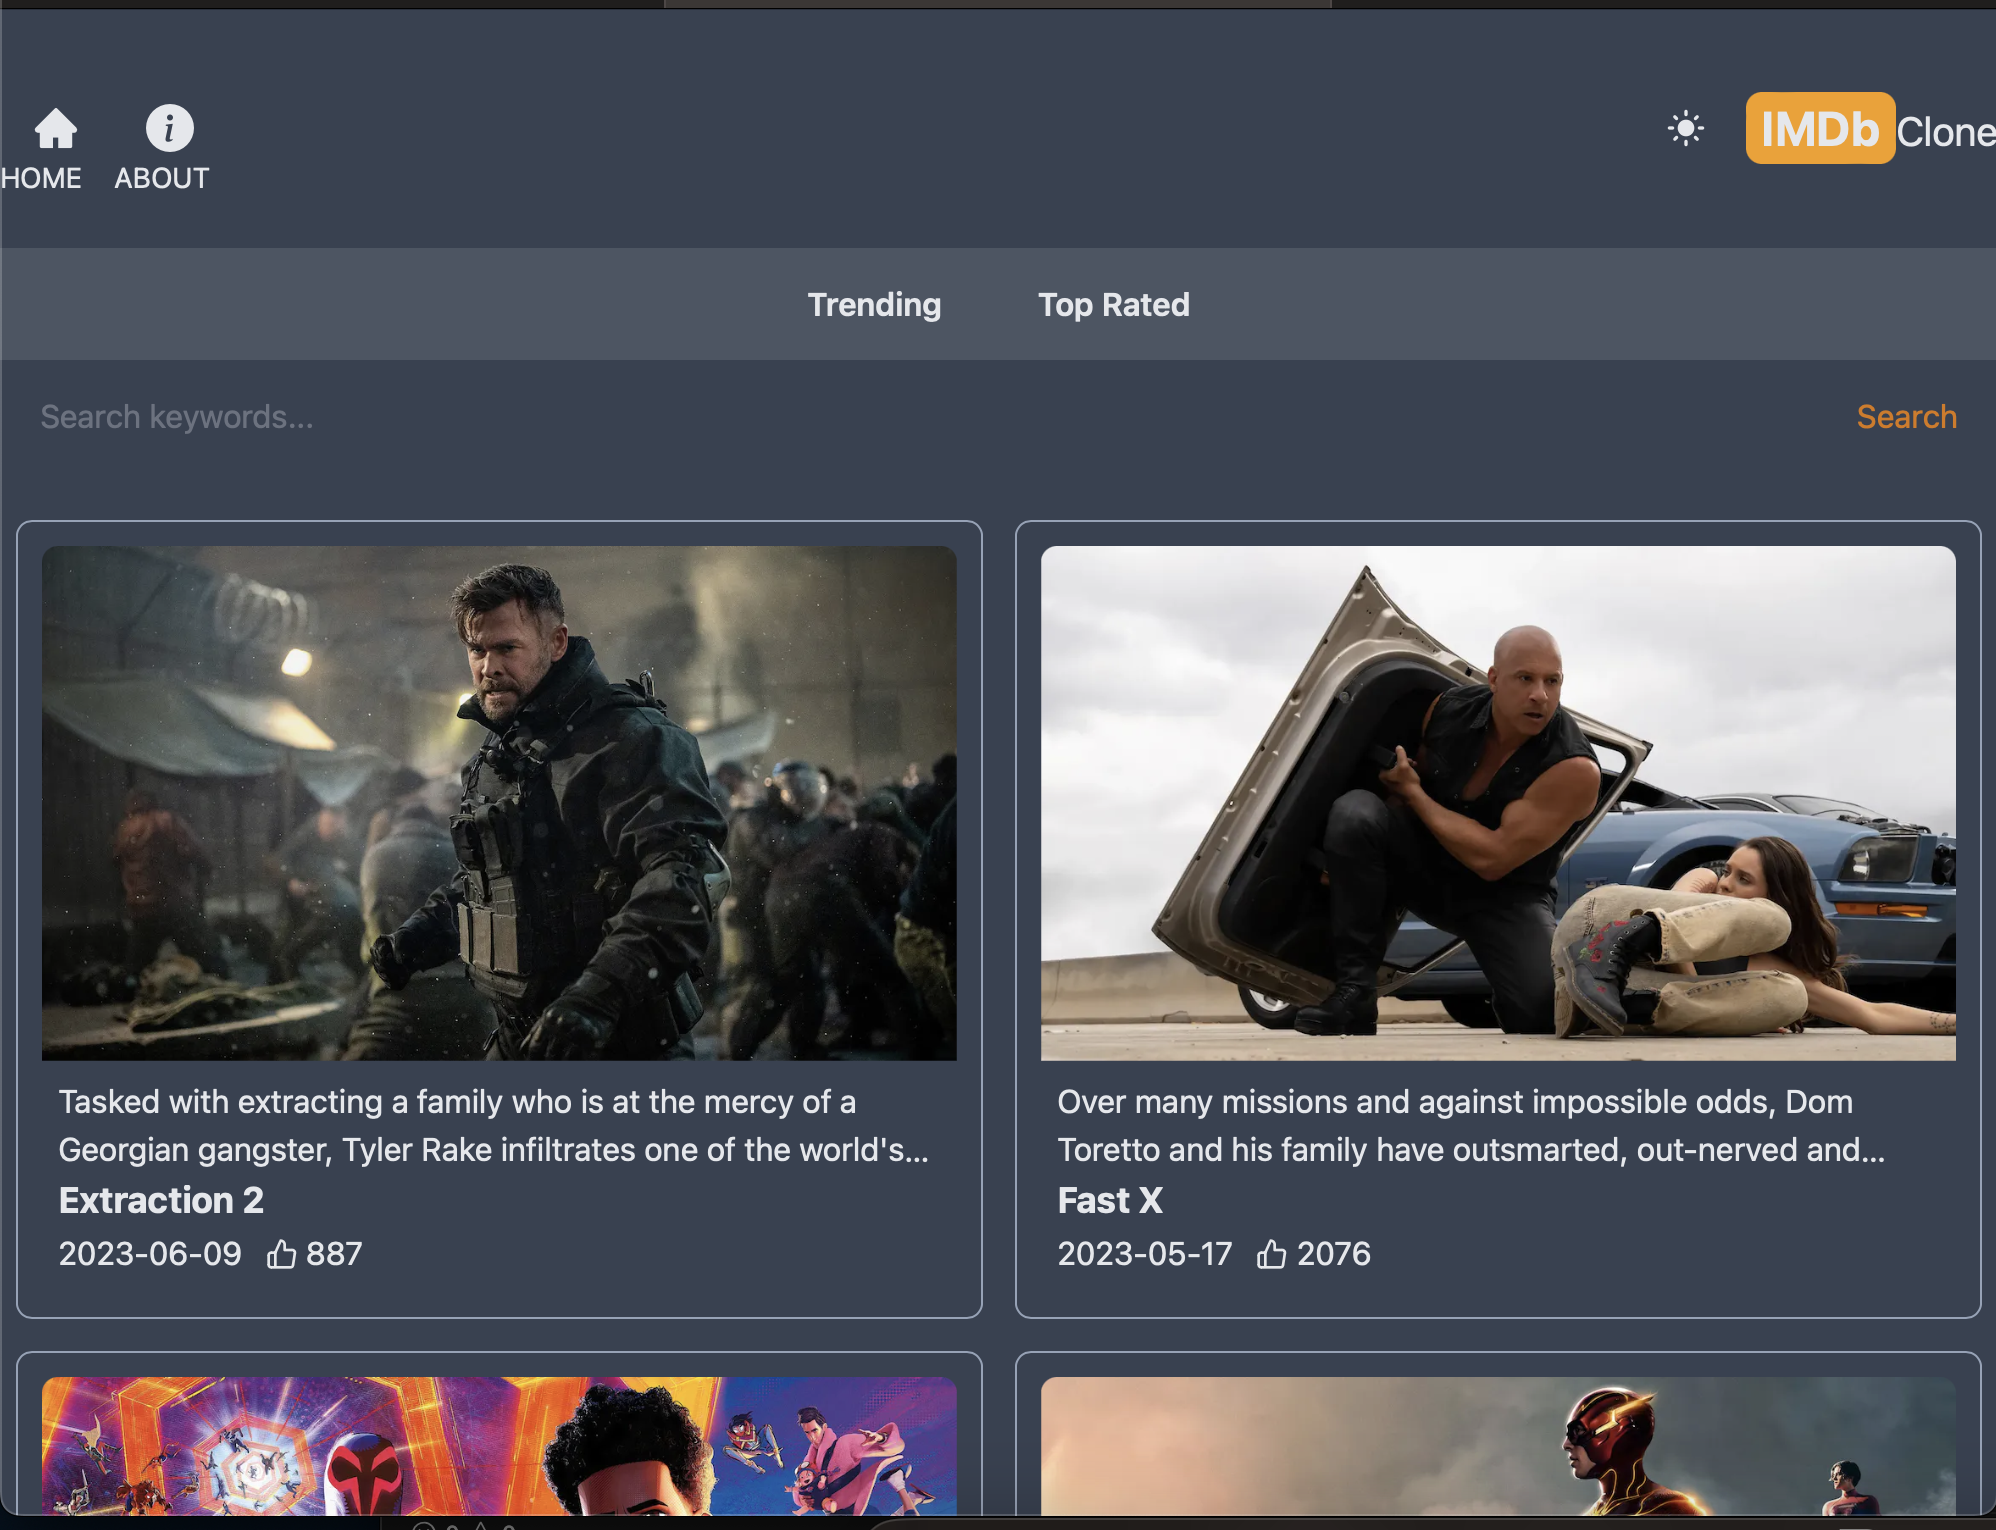 HOME
ABOUT
IMDb Clone
Trending
Top Rated
Search keywords...
Search
Tasked with extracting a family who is at the mercy of a
Georgian gangster, Tyler Rake infiltrates one of the world's...
Extraction 2
2023-06-09 887
Over many missions and against impossible odds, Dom
Toretto and his family have outsmarted, out-nerved and...
Fast X
2023-05-17 2076